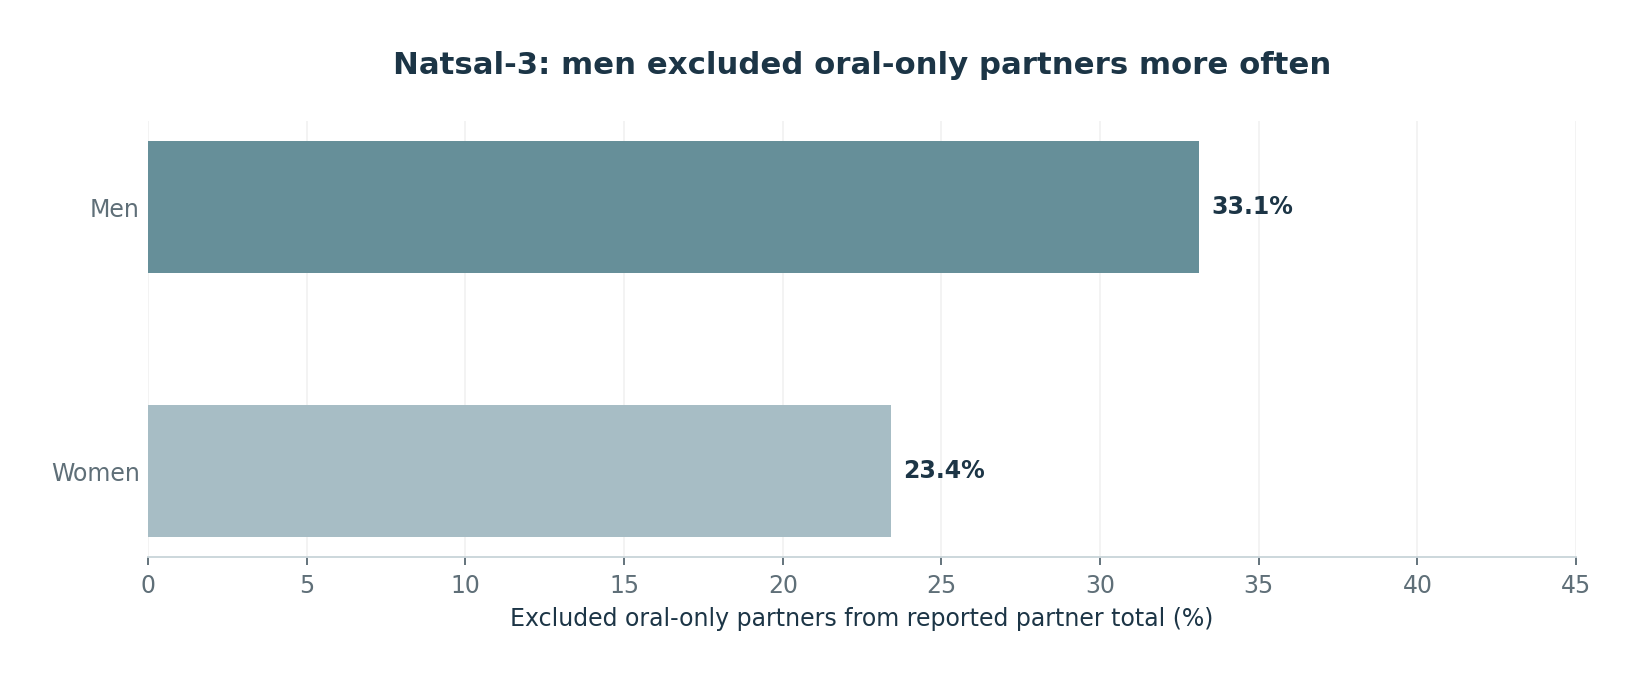 Natsal-3: men excluded oral-only partners more often
Men
33.1%
Women
23.4%
0 5 10 15 20 25 30 35 40 45
Excluded oral-only partners from reported partner total (%)